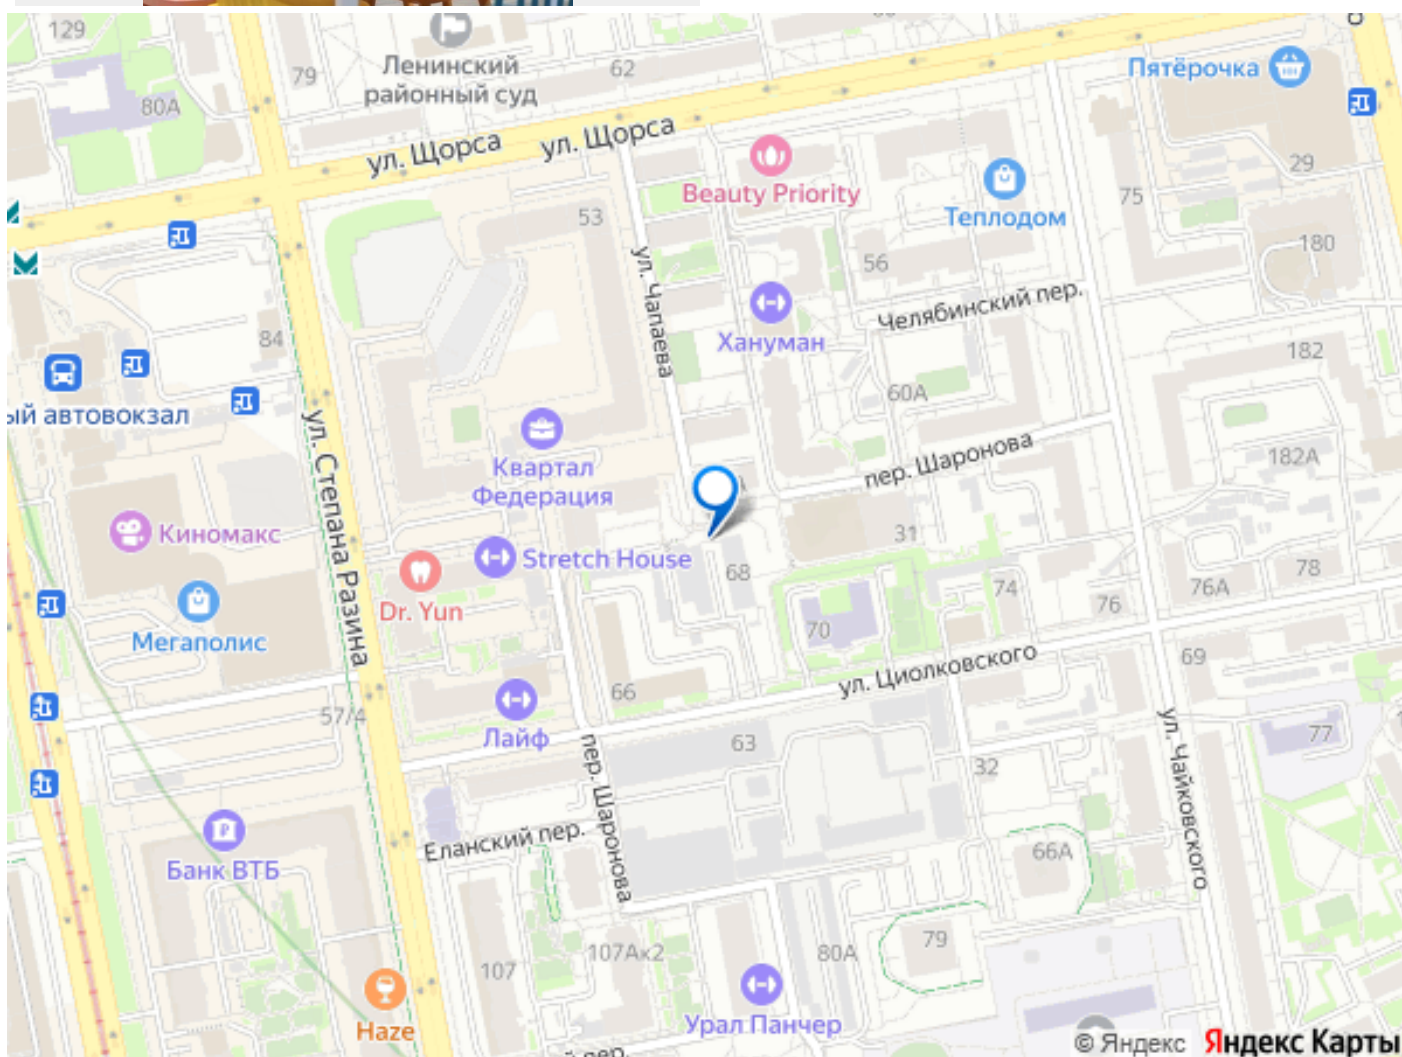 129
79
80А
Ленинский
районный суд
62
Пятёрочка
29
ул. Щорса
ул. Щорса
53
Beauty Priority
Теплодом
75
180
ул. Чапаева
56
Хануман
Челябинский пер.
182
84
60А
ый автовокзал
ул. Степана Разина
Квартал
Федерация
пер. Шаронова
182А
Киномакс
Stretch House
31
68
Dr. Yun
74
76
76А
78
Мегаполис
70
ул. Циолковского
69
66
57/4
Лайф
63
32
77
пер. Шаронова
ул. Чайковского
Банк ВТБ
Еланский пер.
66А
107
107Ак2
80А
79
Haze
Урал Панчер
пер.
© Яндекс
Яндекс Карты